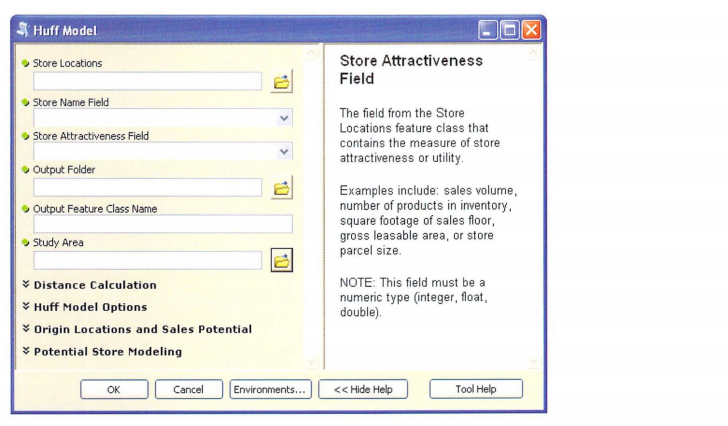 Huff Model
Store Locations
Store Name Field
Store Attractiveness Field
Output Folder
Output Feature Class Name
Study Area
Distance Calculation
Huff Model Options
Origin Locations and Sales Potential
Potential Store Modeling
Store Attractiveness
Field
The field from the Store
Locations feature class that
contains the measure of store
attractiveness or utility.
Examples include: sales volume,
number of products in inventory,
square footage of sales floor,
gross leasable area, or store
parcel size.
NOTE: This field must be a
numeric type (integer, float,
double).
OK
Cancel
Environments...
<< Hide Help
Tool Help